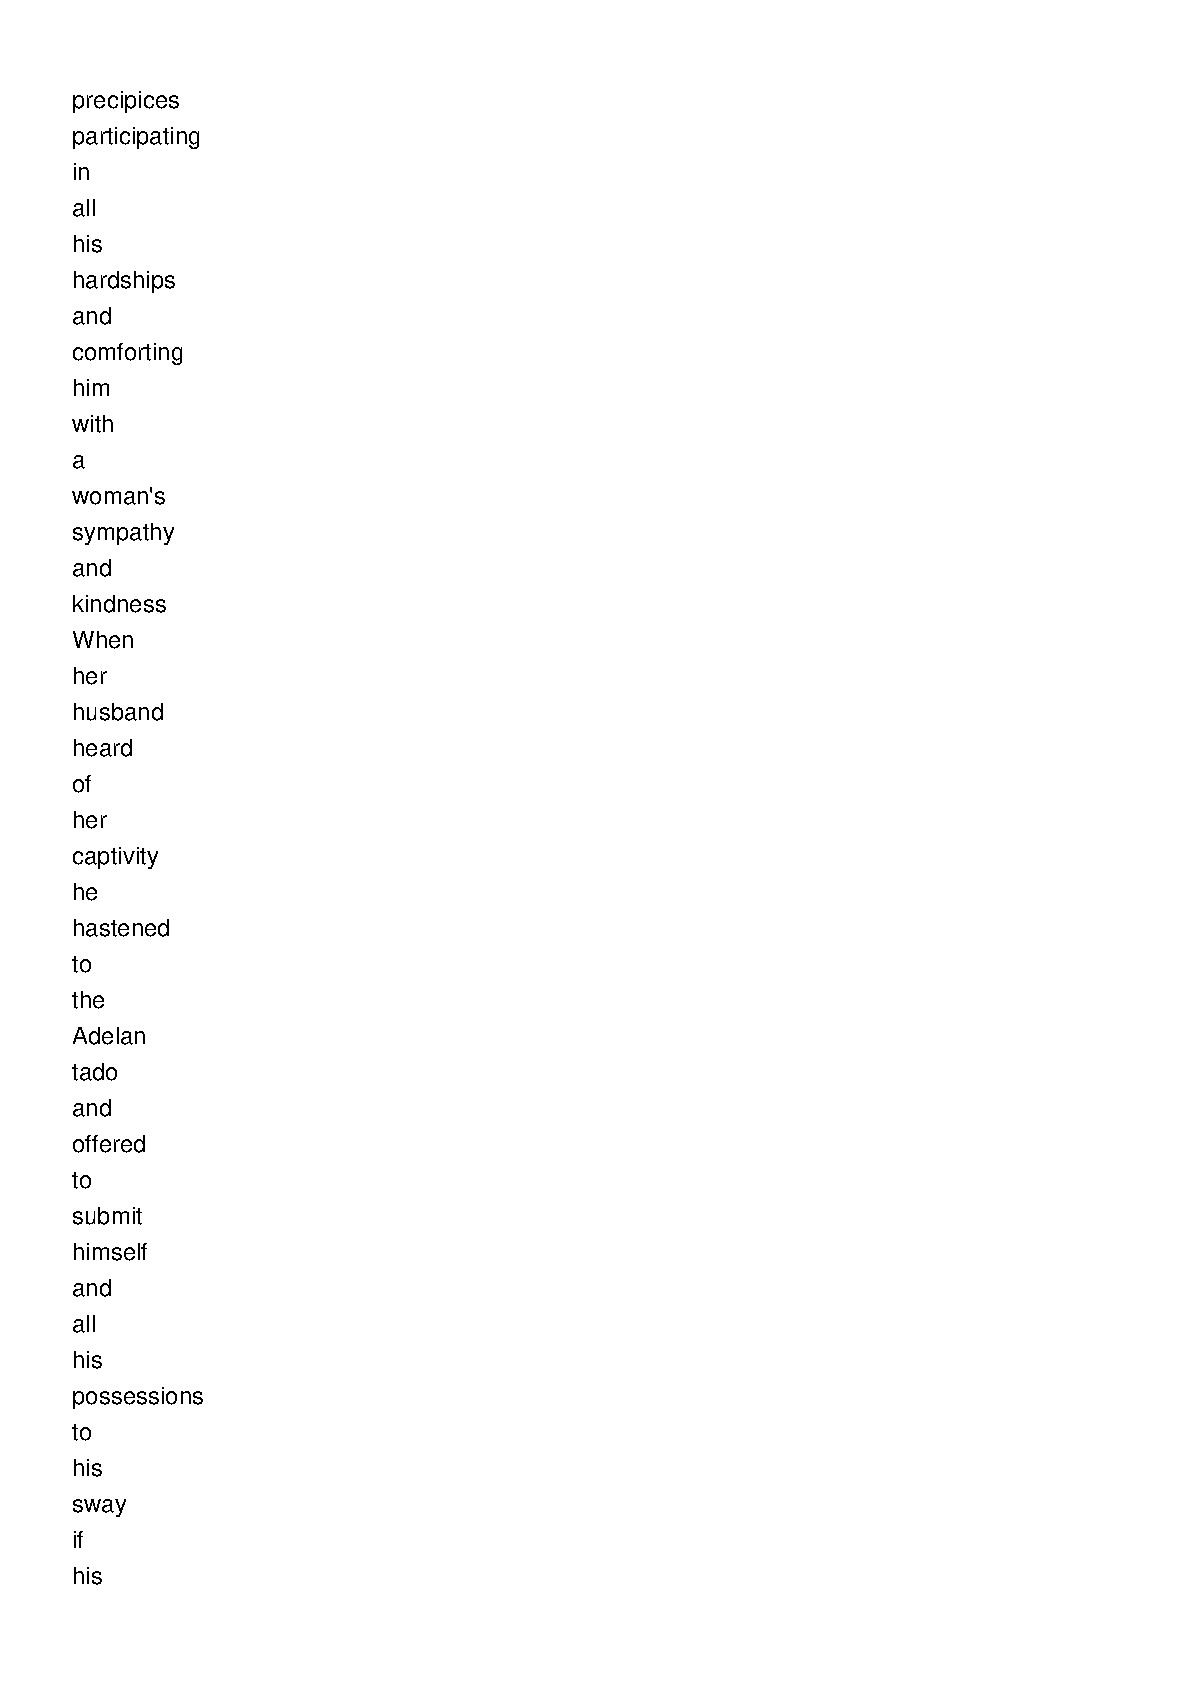 precipices
participating
in
all
his
hardships
and
comforting
him
with
a
woman's
sympathy
and
kindness
When
her
husband
heard
of
her
captivity
he
hastened
to
the
Adelan
tado
and
offered
to
submit
himself
and
all
his
possessions
to
his
sway
if
his